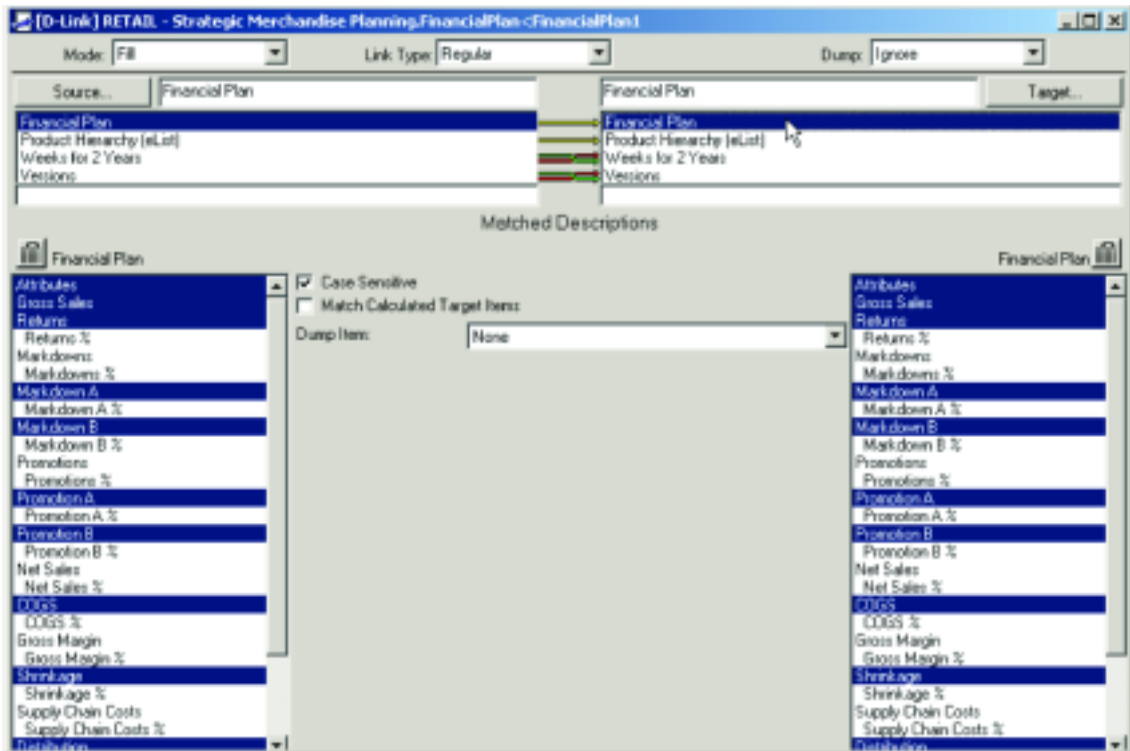 [D-Link] RETAIL - Strategic Merchandise Planning.FinancialPlan<FinancialPlan1
Mode: Fill Link Type: Regular Dump: Ignore
Source... Financial Plan Financial Plan Target...
Financial Plan Financial Plan
Product Hierarchy (eList) Product Hierarchy (eList)
Weeks for 2 Years Weeks for 2 Years
Versions Versions
Matched Descriptions
Financial Plan Financial Plan
Attributes Case Sensitive Attributes
Gross Sales Match Calculated Target Items Gross Sales
Returns Returns
Returns % Dump Item: None Returns %
Markdowns Markdowns
Markdowns % Markdowns %
Markdown A Markdown A
Markdown A % Markdown A %
Markdown B Markdown B
Markdown B % Markdown B %
Promotions Promotions
Promotions % Promotions %
Promotion A Promotion A
Promotion A % Promotion A %
Promotion B Promotion B
Promotion B % Promotion B %
Net Sales Net Sales
Net Sales % Net Sales %
COGS COGS
COGS % COGS %
Gross Margin Gross Margin
Gross Margin % Gross Margin %
Shrinkage Shrinkage
Shrinkage % Shrinkage %
Supply Chain Costs Supply Chain Costs
Supply Chain Costs % Supply Chain Costs %
Distribution Distribution